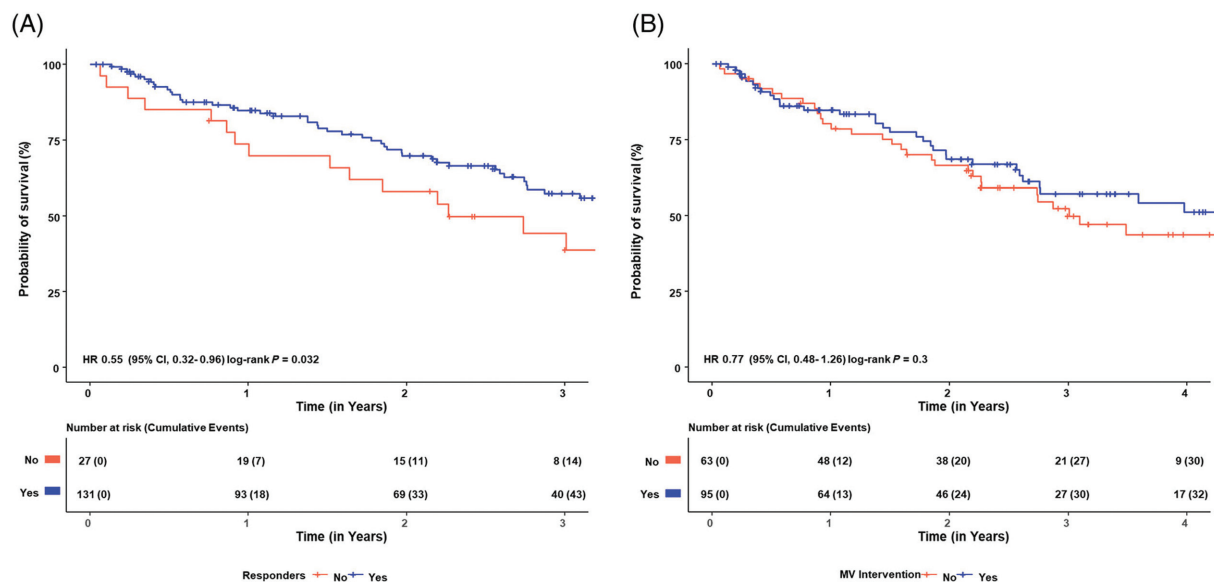 (A)
Probability of survival (%)
100
75
50
25
0
HR 0.55 (95% CI, 0.32- 0.96) log-rank P = 0.032
0 1 2 3
Time (in Years)
Number at risk (Cumulative Events)
No 27 (0) 19 (7) 15 (11) 8 (14)
Yes 131 (0) 93 (18) 69 (33) 40 (43)
0 1 2 3
Time (in Years)
Responders No Yes
(B)
Probability of survival (%)
100
75
50
25
0
HR 0.77 (95% CI, 0.48- 1.26) log-rank P = 0.3
0 1 2 3 4
Time (in Years)
Number at risk (Cumulative Events)
No 63 (0) 48 (12) 38 (20) 21 (27) 9 (30)
Yes 95 (0) 64 (13) 46 (24) 27 (30) 17 (32)
0 1 2 3 4
Time (in Years)
MV Intervention No Yes